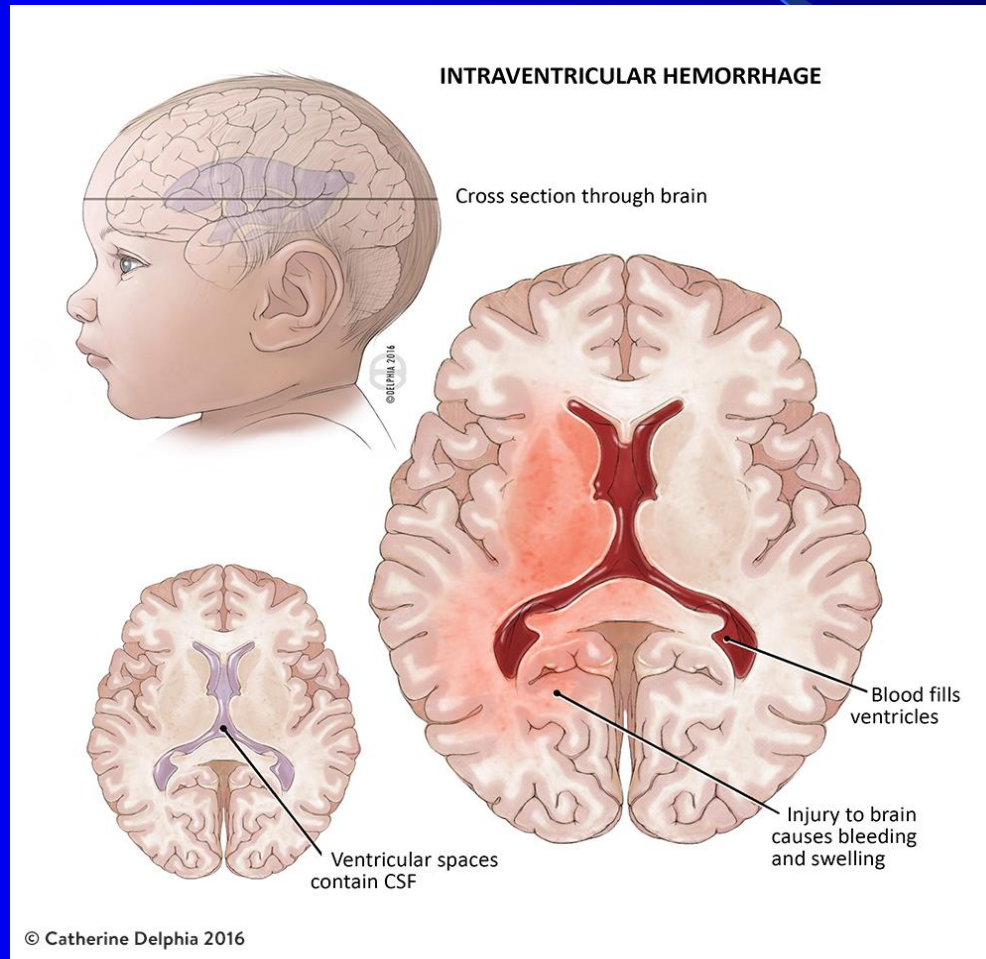 INTRAVENTRICULAR HEMORRHAGE
Cross section through brain
©DELPHIA 2016
Blood fills
ventricles
Injury to brain
causes bleeding
and swelling
Ventricular spaces
contain CSF
© Catherine Delphia 2016